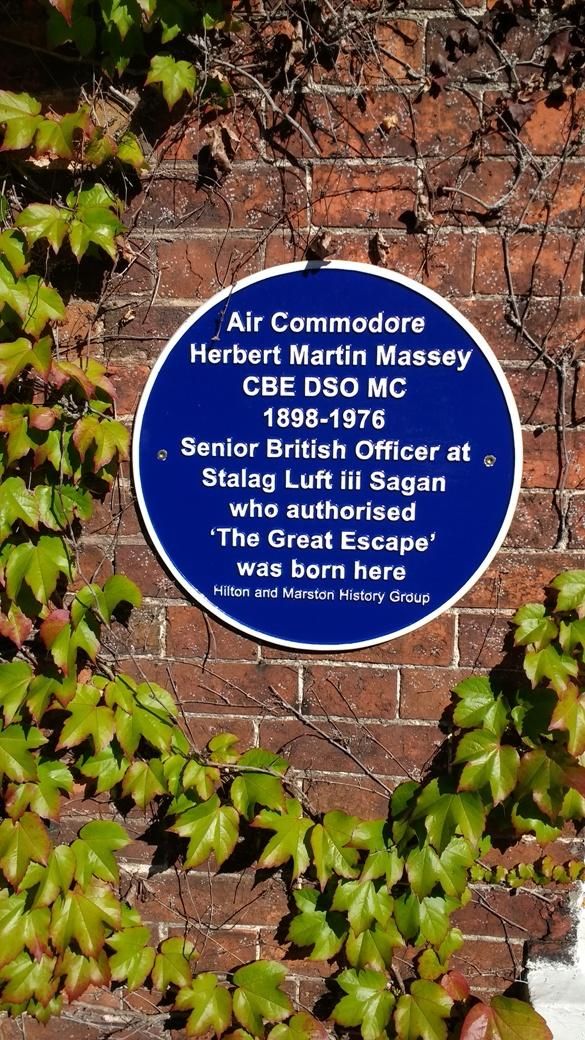 Air Commodore
Herbert Martin Massey
CBE DSO MC
1898-1976
Senior British Officer at
Stalag Luft iii Sagan
who authorised
‘The Great Escape’
was born here
Hilton and Marston History Group